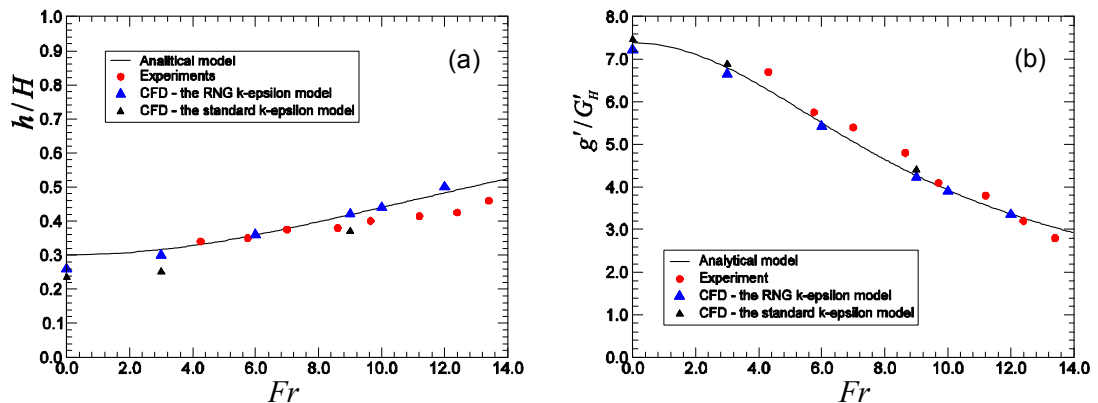 1.0
0.9
0.8
0.7
0.6
0.5
0.4
0.3
0.2
0.1
0.0
h/H
(a)
Analitical model
Experiments
CFD - the RNG k-epsilon model
CFD - the standard k-epsilon model
0.0 2.0 4.0 6.0 8.0 10.0 12.0 14.0
Fr
8.0
7.0
6.0
5.0
4.0
3.0
2.0
1.0
0.0
g'/G'H
(b)
Analytical model
Experiment
CFD - the RNG k-epsilon model
CFD - the standard k-epsilon model
0.0 2.0 4.0 6.0 8.0 10.0 12.0 14.0
Fr